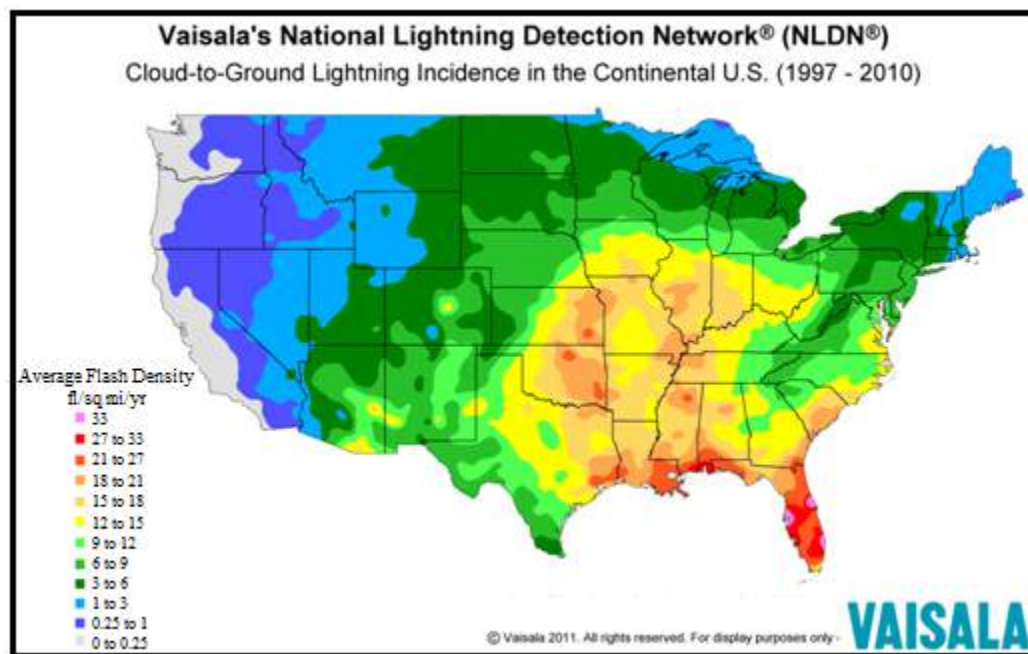 Vaisala's National Lightning Detection Network® (NLDN®)
Cloud-to-Ground Lightning Incidence in the Continental U.S. (1997 - 2010)
Average Flash Density
fl/sq mi/yr
33
27 to 33
21 to 27
18 to 21
15 to 18
12 to 15
9 to 12
6 to 9
3 to 6
1 to 3
0.25 to 1
0 to 0.25
© Vaisala 2011. All rights reserved. For display purposes only -
VAISALA